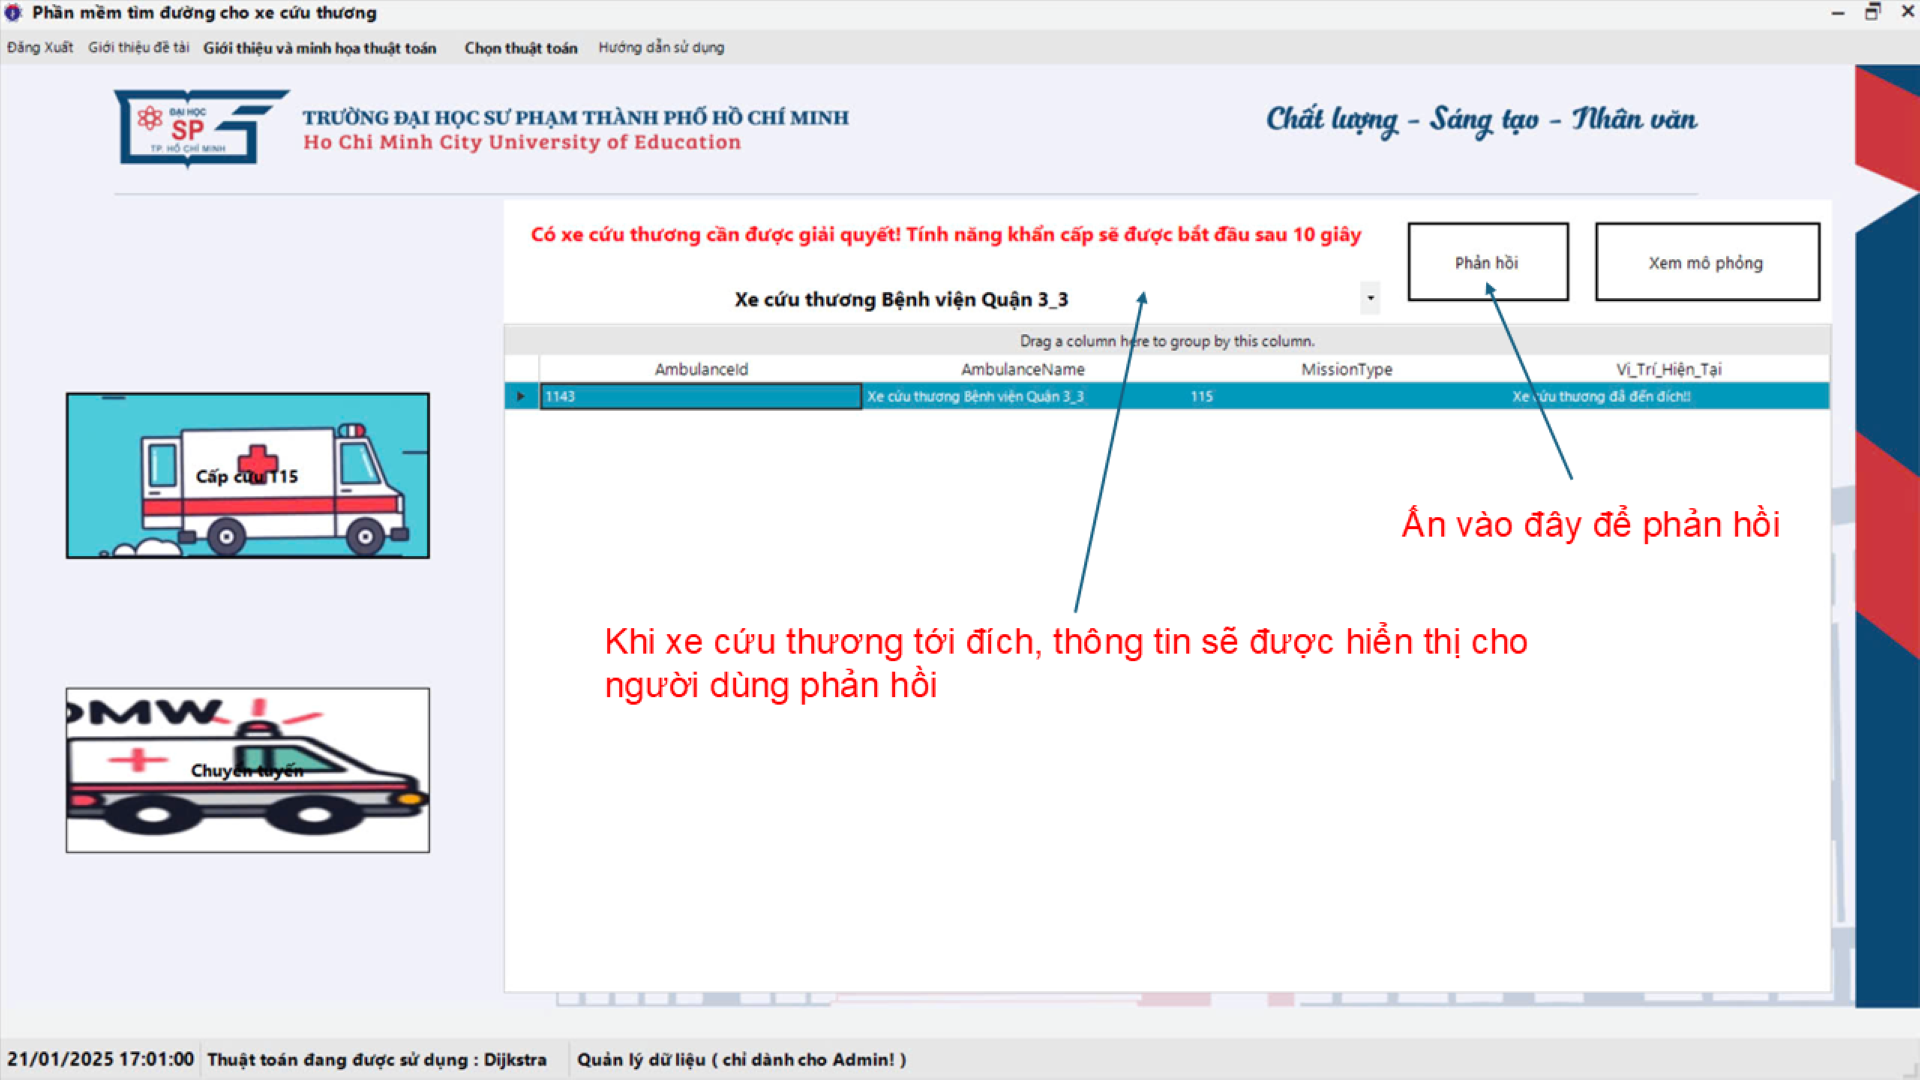 Phần mềm tìm đường cho xe cứu thương
Đăng Xuất Giới thiệu đề tài Giới thiệu và minh họa thuật toán Chọn thuật toán Hướng dẫn sử dụng
ĐẠI HỌC
SP
TP. HỒ CHÍ MINH
TRƯỜNG ĐẠI HỌC SƯ PHẠM THÀNH PHỐ HỒ CHÍ MINH
Ho Chi Minh City University of Education
Chất lượng - Sáng tạo - Nhân văn
Có xe cứu thương cần được giải quyết! Tính năng khẩn cấp sẽ được bắt đầu sau 10 giây
Xe cứu thương Bệnh viện Quận 3_3
Phản hồi
Xem mô phỏng
Drag a column here to group by this column.
AmbulanceId AmbulanceName MissionType Vị_Trí_Hiện_Tại
1143 Xe cứu thương Bệnh viện Quận 3_3 115 Xe cứu thương đã đến đích!!
Cấp cứu 115
Ấn vào đây để phản hồi
Khi xe cứu thương tới đích, thông tin sẽ được hiển thị cho
người dùng phản hồi
OMW
Chuyển tuyến
21/01/2025 17:01:00 Thuật toán đang được sử dụng : Dijkstra Quản lý dữ liệu ( chỉ dành cho Admin! )